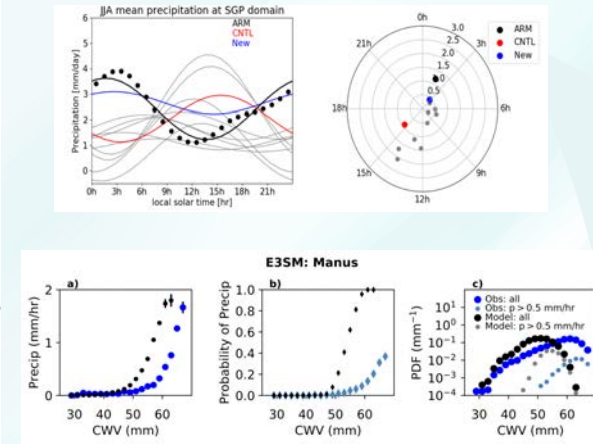 JJA mean precipitation at SGP domain
ARM
CNTL
New
Precipitation [mm/day]
6
5
4
3
2
1
0
0h 3h 6h 9h 12h 15h 18h 21h
local solar time [hr]
0h
3h
6h
9h
12h
15h
18h
21h
3.0
2.5
2.0
1.5
1.0
0.5
ARM
CNTL
New
E3SM: Manus
a)
Precip (mm/hr)
2
1
0
30 40 50 60
CWV (mm)
b)
Probability of Precip
1.0
0.8
0.6
0.4
0.2
0.0
40 60
CWV (mm)
c)
Obs: all
Obs: p > 0.5 mm/hr
Model: all
Model: p > 0.5 mm/hr
PDF (mm⁻¹)
10¹
10⁰
10⁻¹
10⁻²
10⁻³
10⁻⁴
30 40 50 60
CWV (mm)